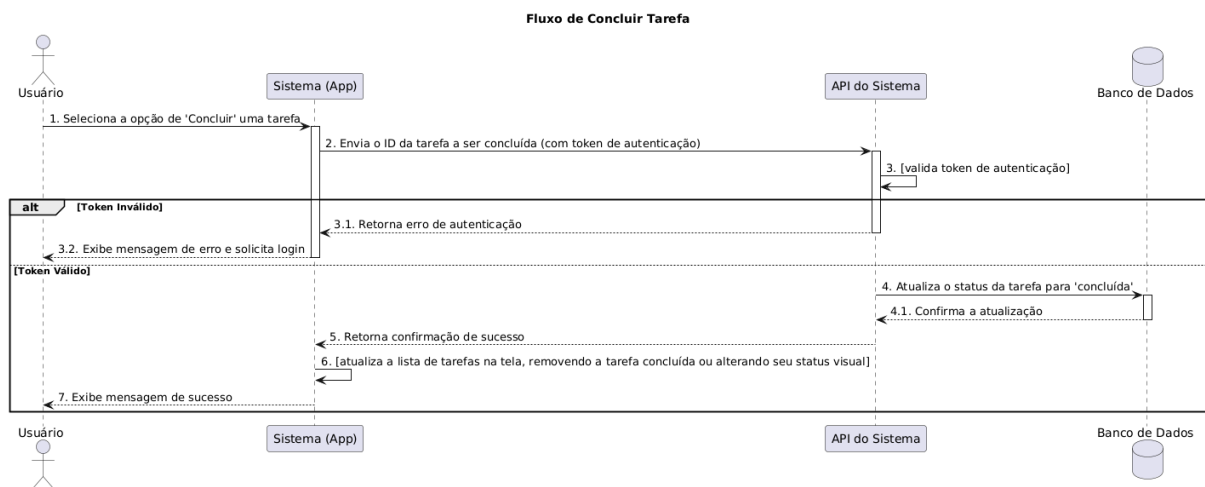 Fluxo de Concluir Tarefa
Usuário
Sistema (App)
API do Sistema
Banco de Dados
1. Seleciona a opção de 'Concluir' uma tarefa
2. Envia o ID da tarefa a ser concluída (com token de autenticação)
3. [valida token de autenticação]
alt
[Token Inválido]
3.1. Retorna erro de autenticação
3.2. Exibe mensagem de erro e solicita login
[Token Válido]
4. Atualiza o status da tarefa para 'concluída'
4.1. Confirma a atualização
5. Retorna confirmação de sucesso
6. [atualiza a lista de tarefas na tela, removendo a tarefa concluída ou alterando seu status visual]
7. Exibe mensagem de sucesso
Usuário
Sistema (App)
API do Sistema
Banco de Dados